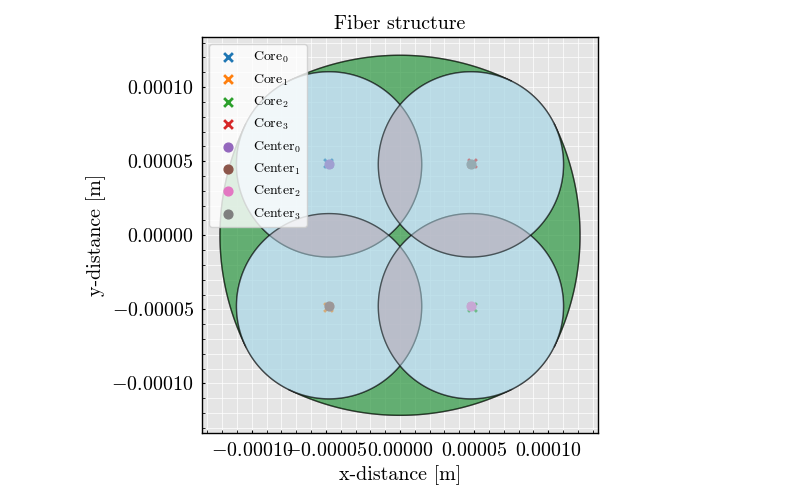 Fiber structure
Core₀
Core₁
Core₂
Core₃
Center₀
Center₁
Center₂
Center₃
0.00010
0.00005
0.00000
−0.00005
−0.00010
y-distance [m]
−0.00010 −0.00005 0.00000 0.00005 0.00010
x-distance [m]